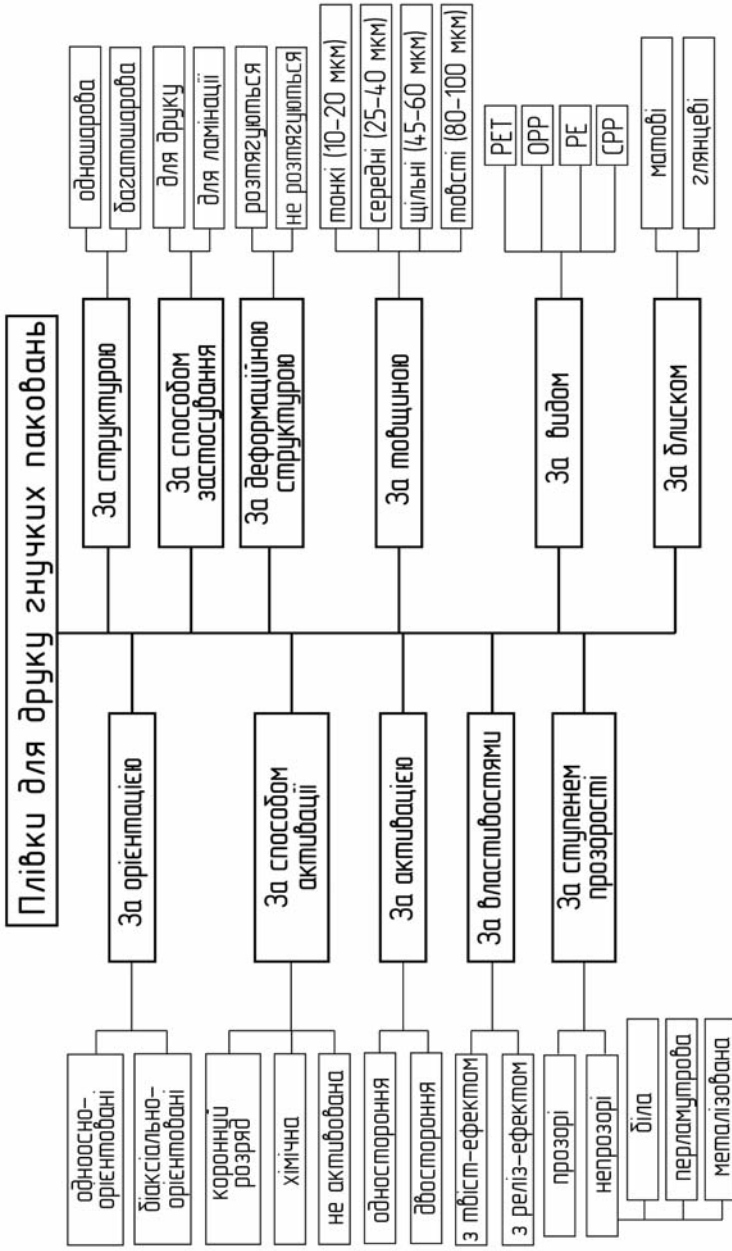 Плівки для друку гнучких паковань
За орієнтацією
одноосно-
орієнтовані
біаксіально-
орієнтовані
За способом
активації
коронний
розряд
хімічна
не активована
За активацією
одностороння
двостороння
За властивостями
з твіст-ефектом
з реліз-ефектом
За ступенем
прозорості
прозорі
непрозорі
біла
перламутрова
металізована
За структурою
одношарова
багатошарова
За способом
застосування
для друку
для ламінації
За деформаційною
структурою
розтягуються
не розтягуються
За товщиною
тонкі (10-20 мкм)
середні (25-40 мкм)
щільні (45-60 мкм)
товсті (80-100 мкм)
За видом
PET
OPP
PE
CPP
За блиском
матові
глянцеві